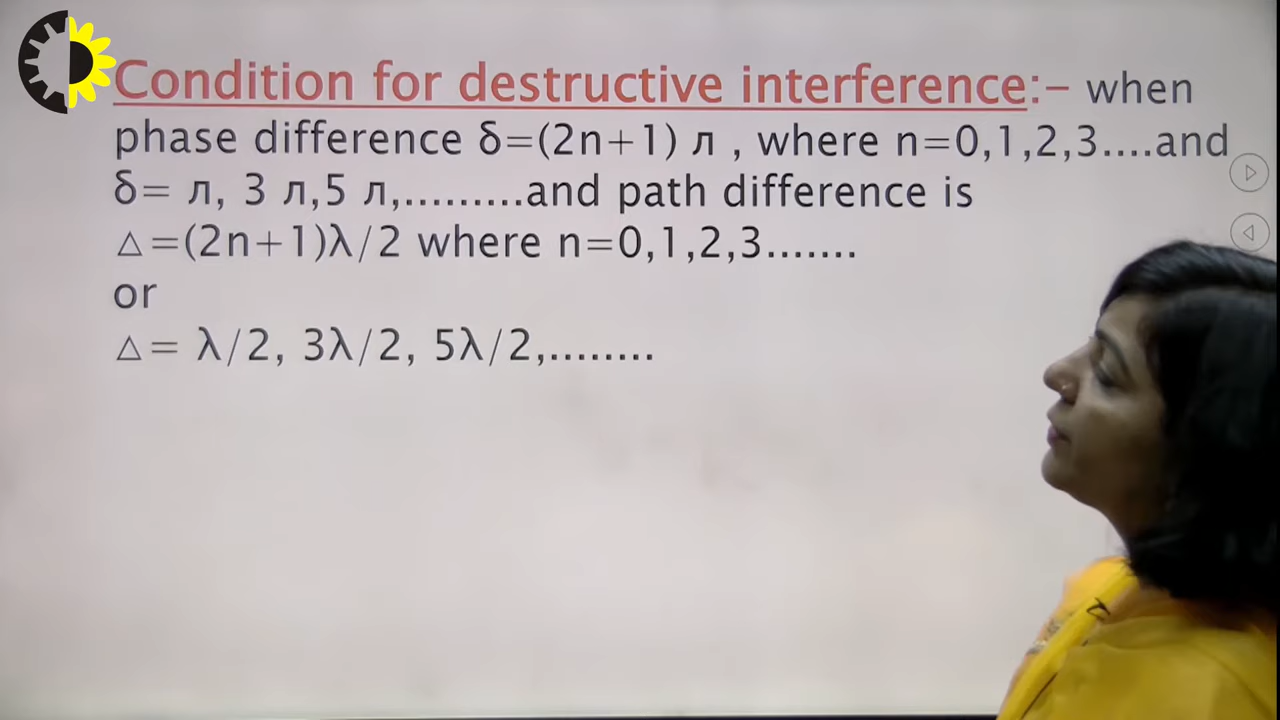 Condition for destructive interference:– when
phase difference δ=(2n+1) л , where n=0,1,2,3....and
δ= л, 3 л,5 л,.........and path difference is
△=(2n+1)λ/2 where n=0,1,2,3.......
or
△= λ/2, 3λ/2, 5λ/2,........